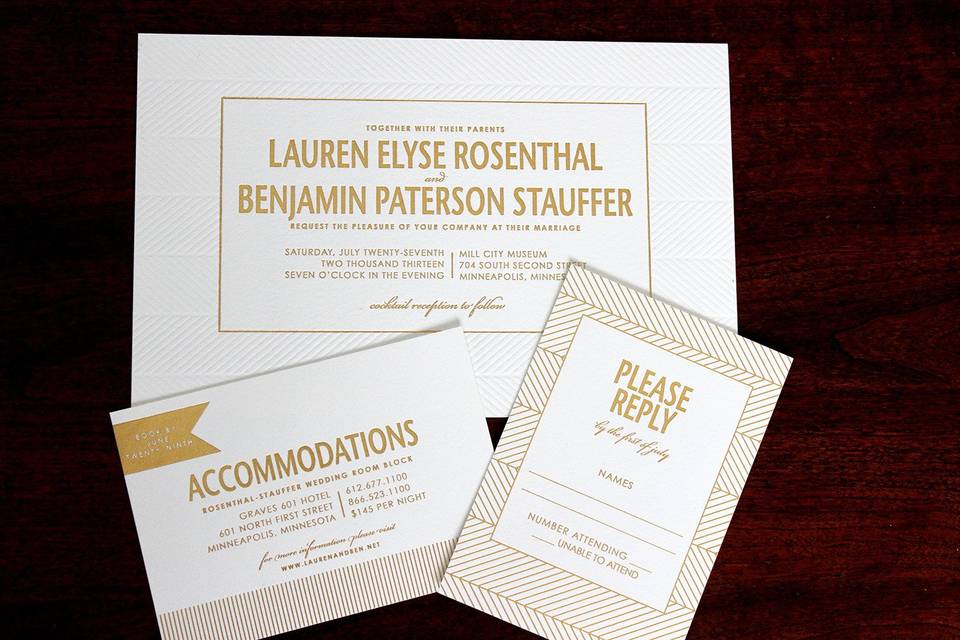 TOGETHER WITH THEIR PARENTS
LAUREN ELYSE ROSENTHAL
and
BENJAMIN PATERSON STAUFFER
REQUEST THE PLEASURE OF YOUR COMPANY AT THEIR MARRIAGE
SATURDAY, JULY TWENTY-SEVENTH
TWO THOUSAND THIRTEEN
SEVEN O'CLOCK IN THE EVENING
MILL CITY MUSEUM
704 SOUTH SECOND STREET
MINNEAPOLIS, MINNES
cocktail reception to follow
BOOK BY
JUNE
TWENTY-NINTH
ACCOMMODATIONS
ROSENTHAL-STAUFFER WEDDING ROOM BLOCK
GRAVES 601 HOTEL
601 NORTH FIRST STREET
MINNEAPOLIS, MINNESOTA
612.677.1100
866.523.1100
$145 PER NIGHT
for more information please visit
WWW.LAURENANDBEN.NET
PLEASE
REPLY
by the first of july
NAMES
NUMBER ATTENDING
UNABLE TO ATTEND